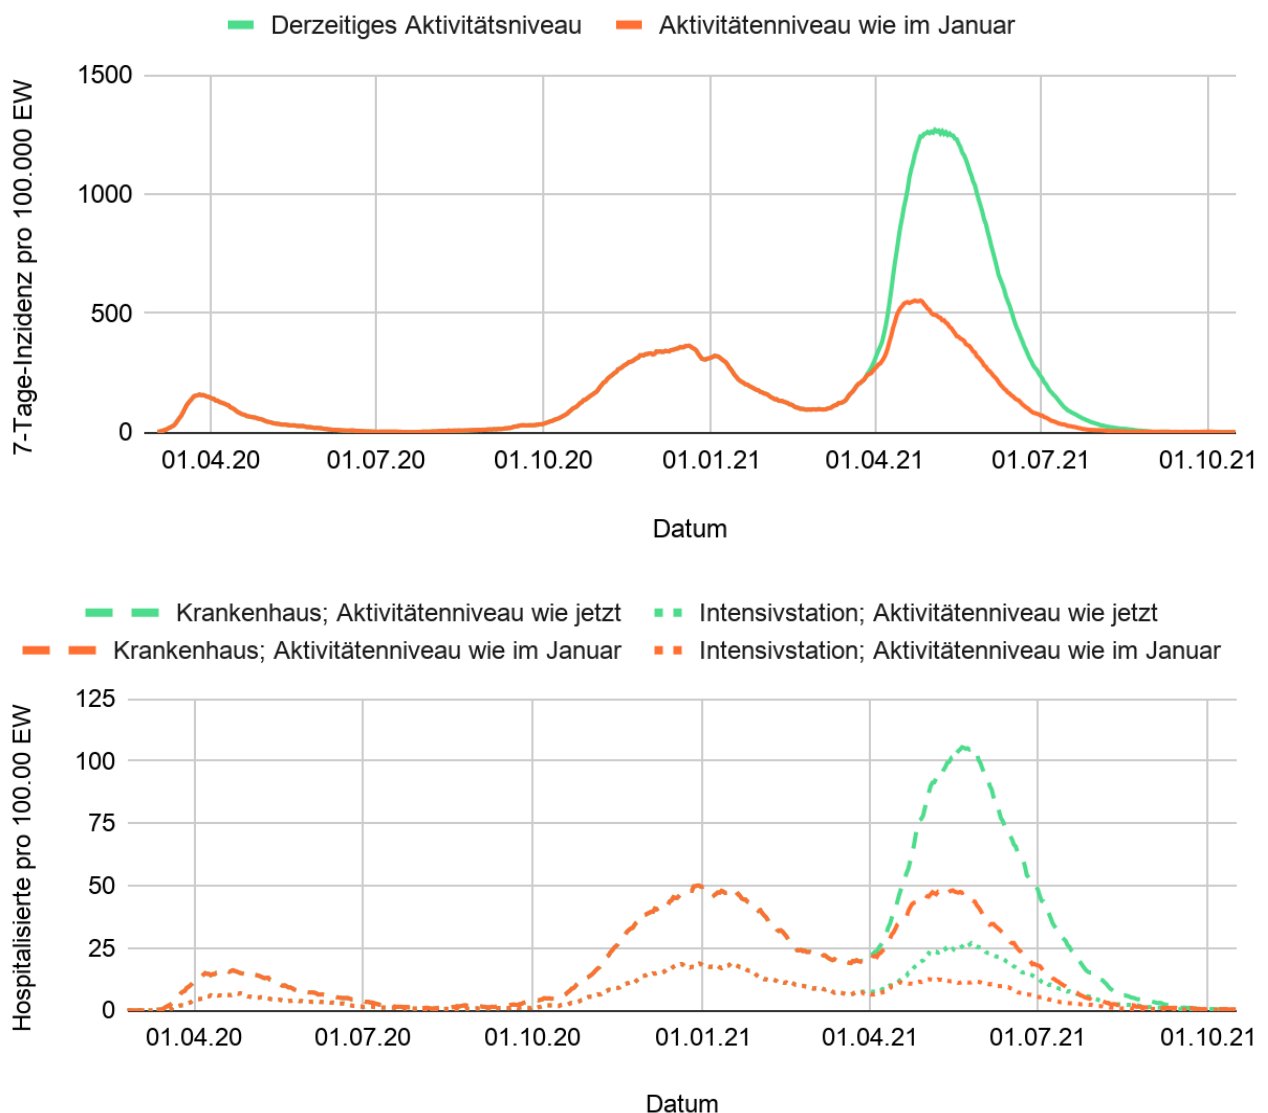 Derzeitiges Aktivitätsniveau Aktivitätenniveau wie im Januar
7-Tage-Inzidenz pro 100.000 EW
1500
1000
500
0
01.04.20 01.07.20 01.10.20 01.01.21 01.04.21 01.07.21 01.10.21
Datum
Krankenhaus; Aktivitätenniveau wie jetzt Intensivstation; Aktivitätenniveau wie jetzt
Krankenhaus; Aktivitätenniveau wie im Januar Intensivstation; Aktivitätenniveau wie im Januar
Hospitalisierte pro 100.00 EW
125
100
75
50
25
0
01.04.20 01.07.20 01.10.20 01.01.21 01.04.21 01.07.21 01.10.21
Datum